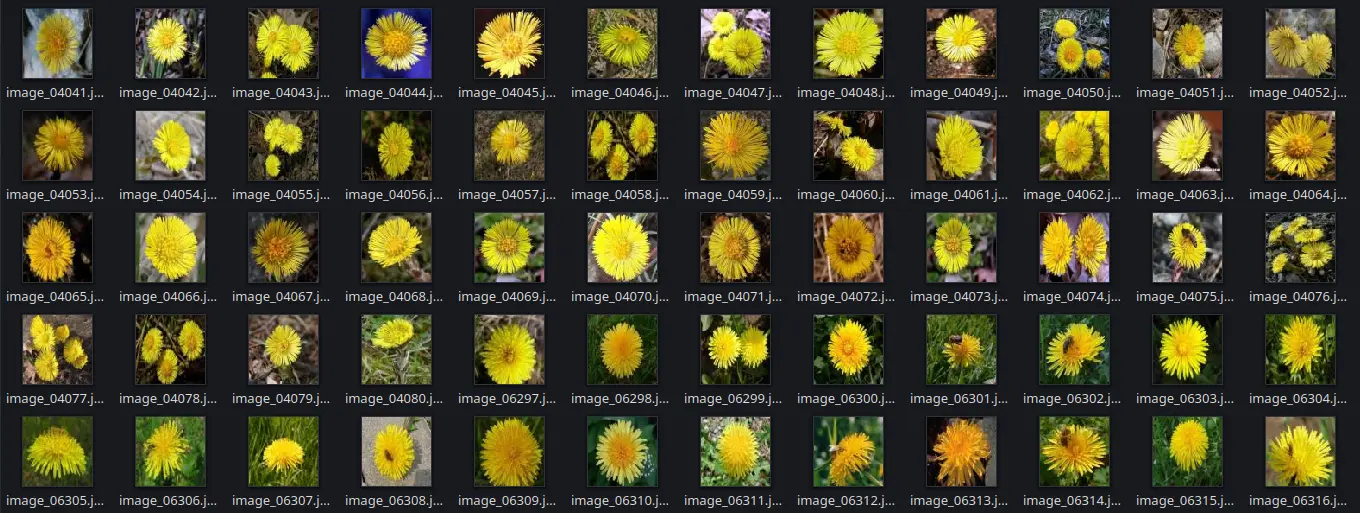 image_04041.j... image_04042.j... image_04043.j... image_04044.j... image_04045.j... image_04046.j... image_04047.j... image_04048.j... image_04049.j... image_04050.j... image_04051.j... image_04052.j...
image_04053.j... image_04054.j... image_04055.j... image_04056.j... image_04057.j... image_04058.j... image_04059.j... image_04060.j... image_04061.j... image_04062.j... image_04063.j... image_04064.j...
image_04065.j... image_04066.j... image_04067.j... image_04068.j... image_04069.j... image_04070.j... image_04071.j... image_04072.j... image_04073.j... image_04074.j... image_04075.j... image_04076.j...
image_04077.j... image_04078.j... image_04079.j... image_04080.j... image_06297.j... image_06298.j... image_06299.j... image_06300.j... image_06301.j... image_06302.j... image_06303.j... image_06304.j...
image_06305.j... image_06306.j... image_06307.j... image_06308.j... image_06309.j... image_06310.j... image_06311.j... image_06312.j... image_06313.j... image_06314.j... image_06315.j... image_06316.j...